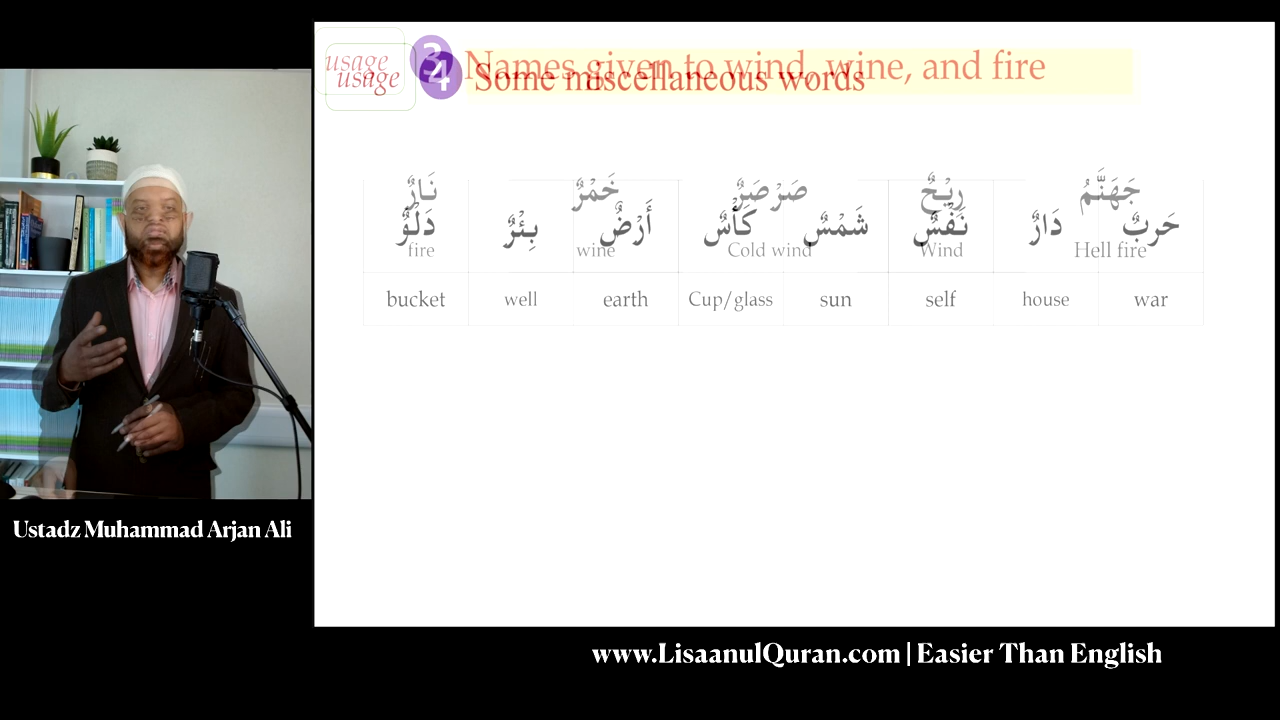 usage 3 Names given to wind, wine, and fire
usage 4 Some miscellaneous words
جَهَنَّمُ رِيْحٌ صَرْصَرٌ خَمْرٌ نَارٌ
حَربٌ دَارٌ نَفْسٌ شَمْسٌ كَأْسٌ أَرْضٌ بِئْرٌ دَلْوٌ
fire wine Cold wind Wind Hell fire
bucket well earth Cup/glass sun self house war
Ustadz Muhammad Arjan Ali
www.LisaanulQuran.com | Easier Than English